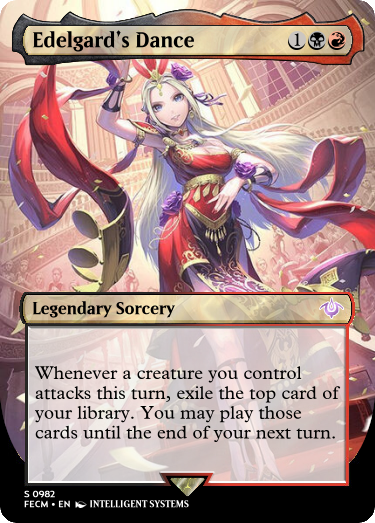 Edelgard's Dance 1
Legendary Sorcery
Whenever a creature you control
attacks this turn, exile the top card of
your library. You may play those
cards until the end of your next turn.
S 0982
FECM • EN INTELLIGENT SYSTEMS